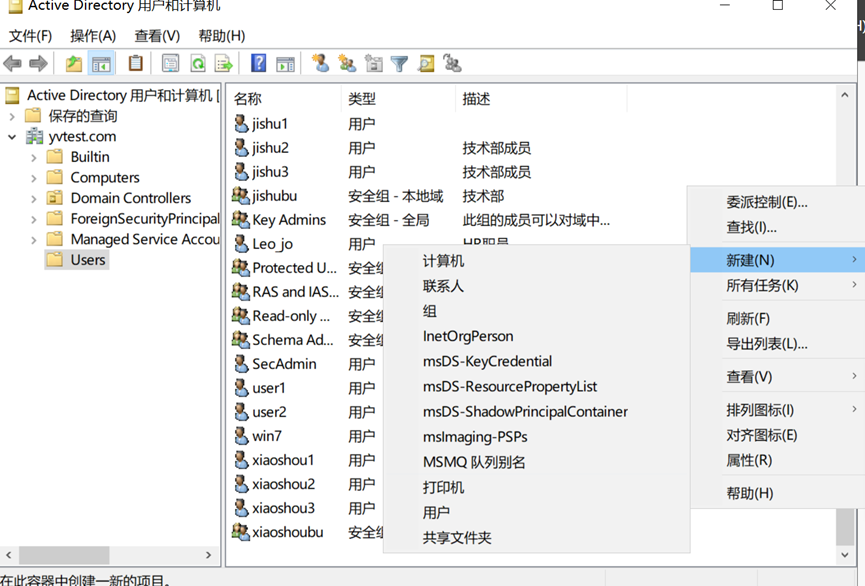 Active Directory 用户和计算机
文件(F) 操作(A) 查看(V) 帮助(H)
Active Directory 用户和计算机 [
保存的查询
yvtest.com
Builtin
Computers
Domain Controllers
ForeignSecurityPrincipal
Managed Service Accou
Users
名称 类型 描述
jishu1 用户
jishu2 用户 技术部成员
jishu3 用户 技术部成员
jishubu 安全组 - 本地域 技术部
Key Admins 安全组 - 全局 此组的成员可以对域中...
Leo_jo 用户 HR职员
Protected U... 安全组
RAS and IAS... 安全组
Read-only ... 安全组
Schema Ad... 安全组
SecAdmin 用户
user1 用户
user2 用户
win7 用户
xiaoshou1 用户
xiaoshou2 用户
xiaoshou3 用户
xiaoshoubu 安全组
计算机
联系人
组
InetOrgPerson
msDS-KeyCredential
msDS-ResourcePropertyList
msDS-ShadowPrincipalContainer
msImaging-PSPs
MSMQ 队列别名
打印机
用户
共享文件夹
委派控制(E)...
查找(I)...
新建(N)
所有任务(K)
刷新(F)
导出列表(L)...
查看(V)
排列图标(I)
对齐图标(E)
属性(R)
帮助(H)
在此容器中创建一新的项目。